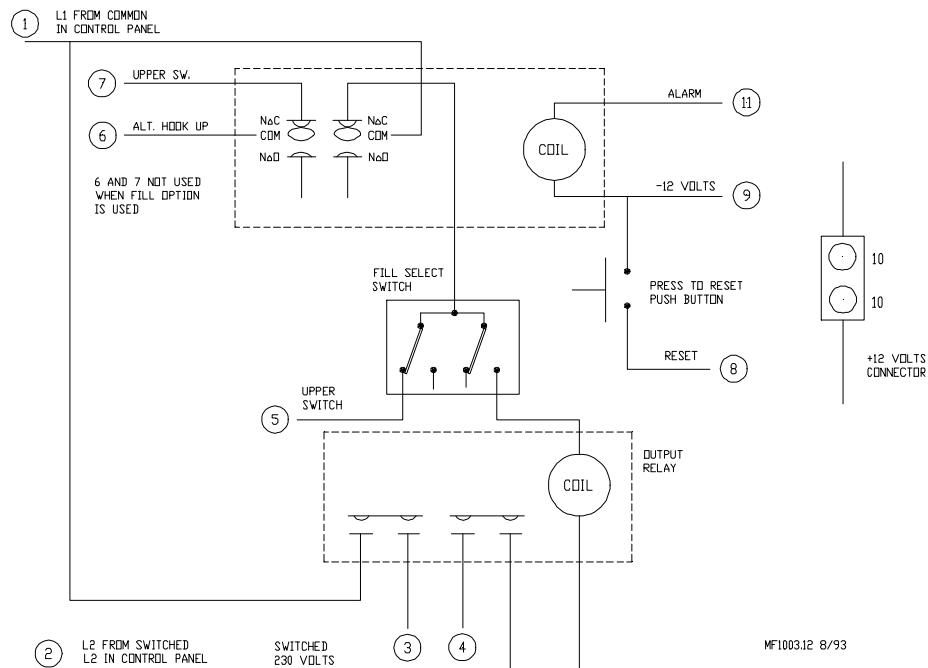 1
L1 FROM COMMON
IN CONTROL PANEL
7
UPPER SW.
6
ALT. HOOK UP
N.C
COM
N.O
N.C
COM
N.O
6 AND 7 NOT USED
WHEN FILL OPTION
IS USED
COIL
ALARM
11
-12 VOLTS
9
10
10
+12 VOLTS
CONNECTOR
FILL SELECT
SWITCH
PRESS TO RESET
PUSH BUTTON
RESET
8
UPPER
SWITCH
5
OUTPUT
RELAY
COIL
2
L2 FROM SWITCHED
L2 IN CONTROL PANEL
SWITCHED
230 VOLTS
3
4
MF1003.12 8/93